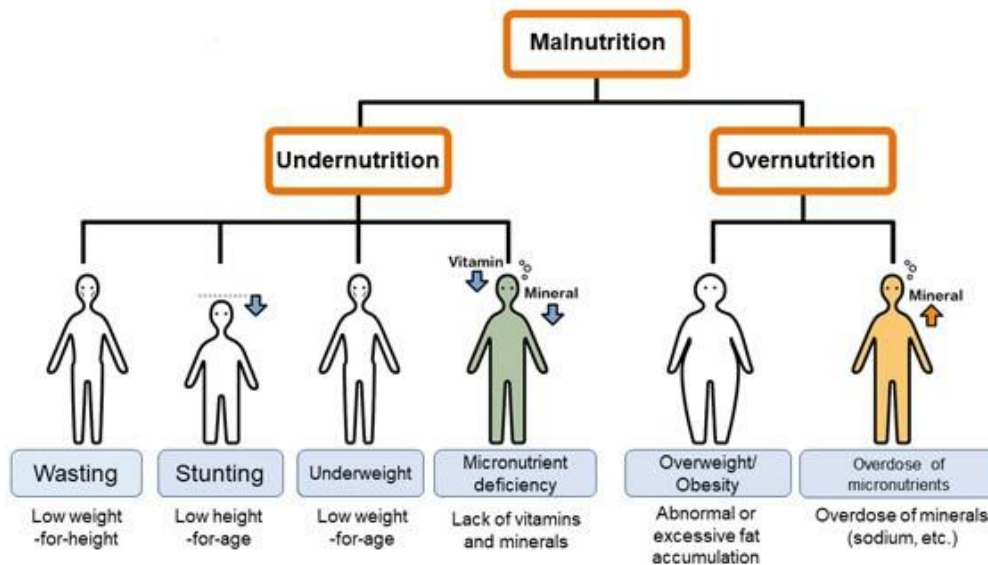 Malnutrition
Undernutrition
Overnutrition
Vitamin
Mineral
Mineral
Wasting
Stunting
Underweight
Micronutrient
deficiency
Overweight/
Obesity
Overdose of
micronutrients
Low weight
-for-height
Low height
-for-age
Low weight
-for-age
Lack of vitamins
and minerals
Abnormal or
excessive fat
accumulation
Overdose of minerals
(sodium, etc.)